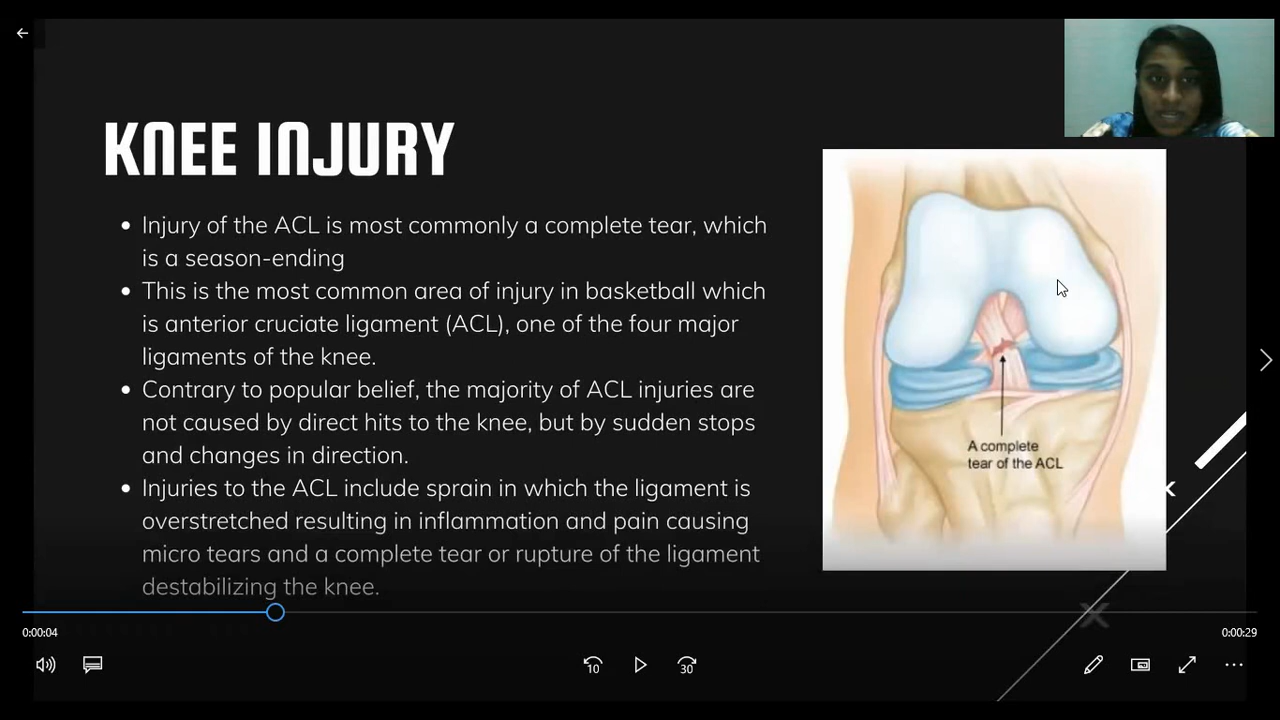 KNEE INJURY
Injury of the ACL is most commonly a complete tear, which
is a season-ending
This is the most common area of injury in basketball which
is anterior cruciate ligament (ACL), one of the four major
ligaments of the knee.
Contrary to popular belief, the majority of ACL injuries are
not caused by direct hits to the knee, but by sudden stops
and changes in direction.
Injuries to the ACL include sprain in which the ligament is
overstretched resulting in inflammation and pain causing
micro tears and a complete tear or rupture of the ligament
destabilizing the knee.
A complete
tear of the ACL
0:00:04
0:00:29
10
30